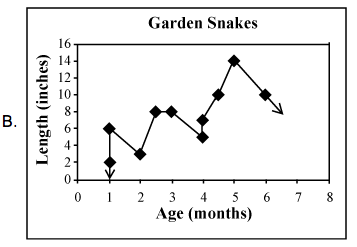 Garden Snakes
B.
Length (inches)
16
14
12
10
8
6
4
2
0
0 1 2 3 4 5 6 7 8
Age (months)